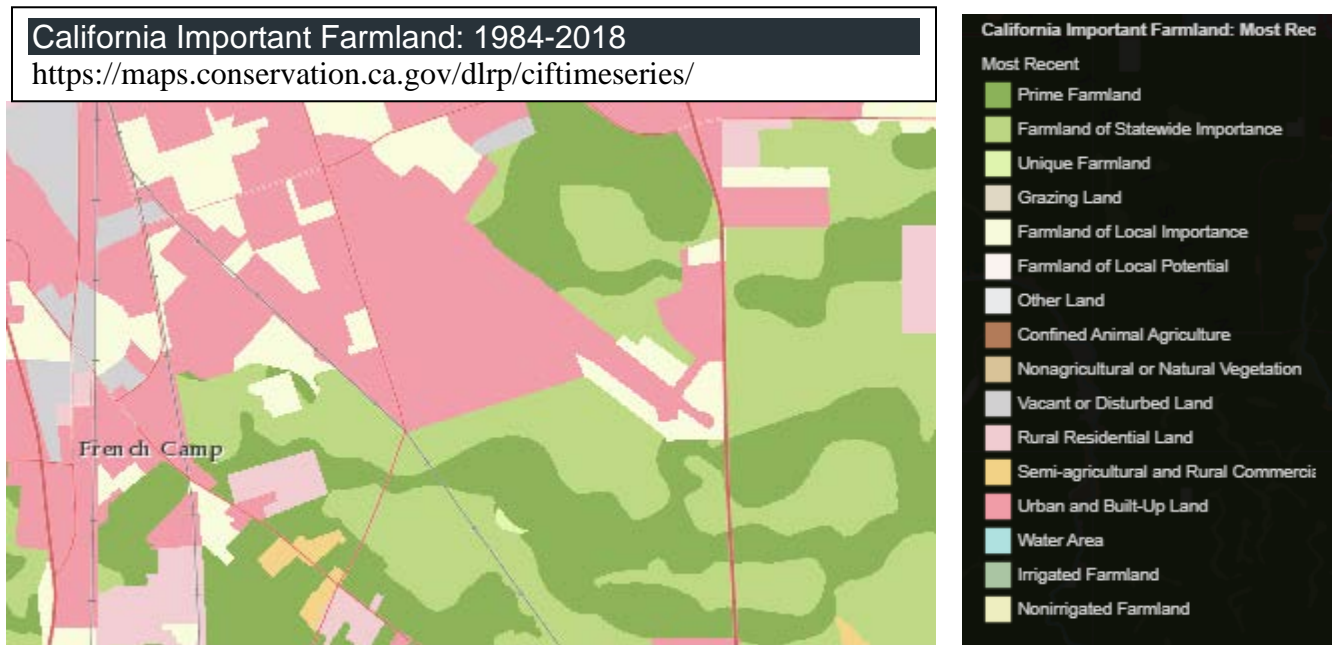 California Important Farmland: 1984-2018
https://maps.conservation.ca.gov/dlrp/ciftimeseries/
French Camp
California Important Farmland: Most Rec
Most Recent
Prime Farmland
Farmland of Statewide Importance
Unique Farmland
Grazing Land
Farmland of Local Importance
Farmland of Local Potential
Other Land
Confined Animal Agriculture
Nonagricultural or Natural Vegetation
Vacant or Disturbed Land
Rural Residential Land
Semi-agricultural and Rural Commercia
Urban and Built-Up Land
Water Area
Irrigated Farmland
Nonirrigated Farmland